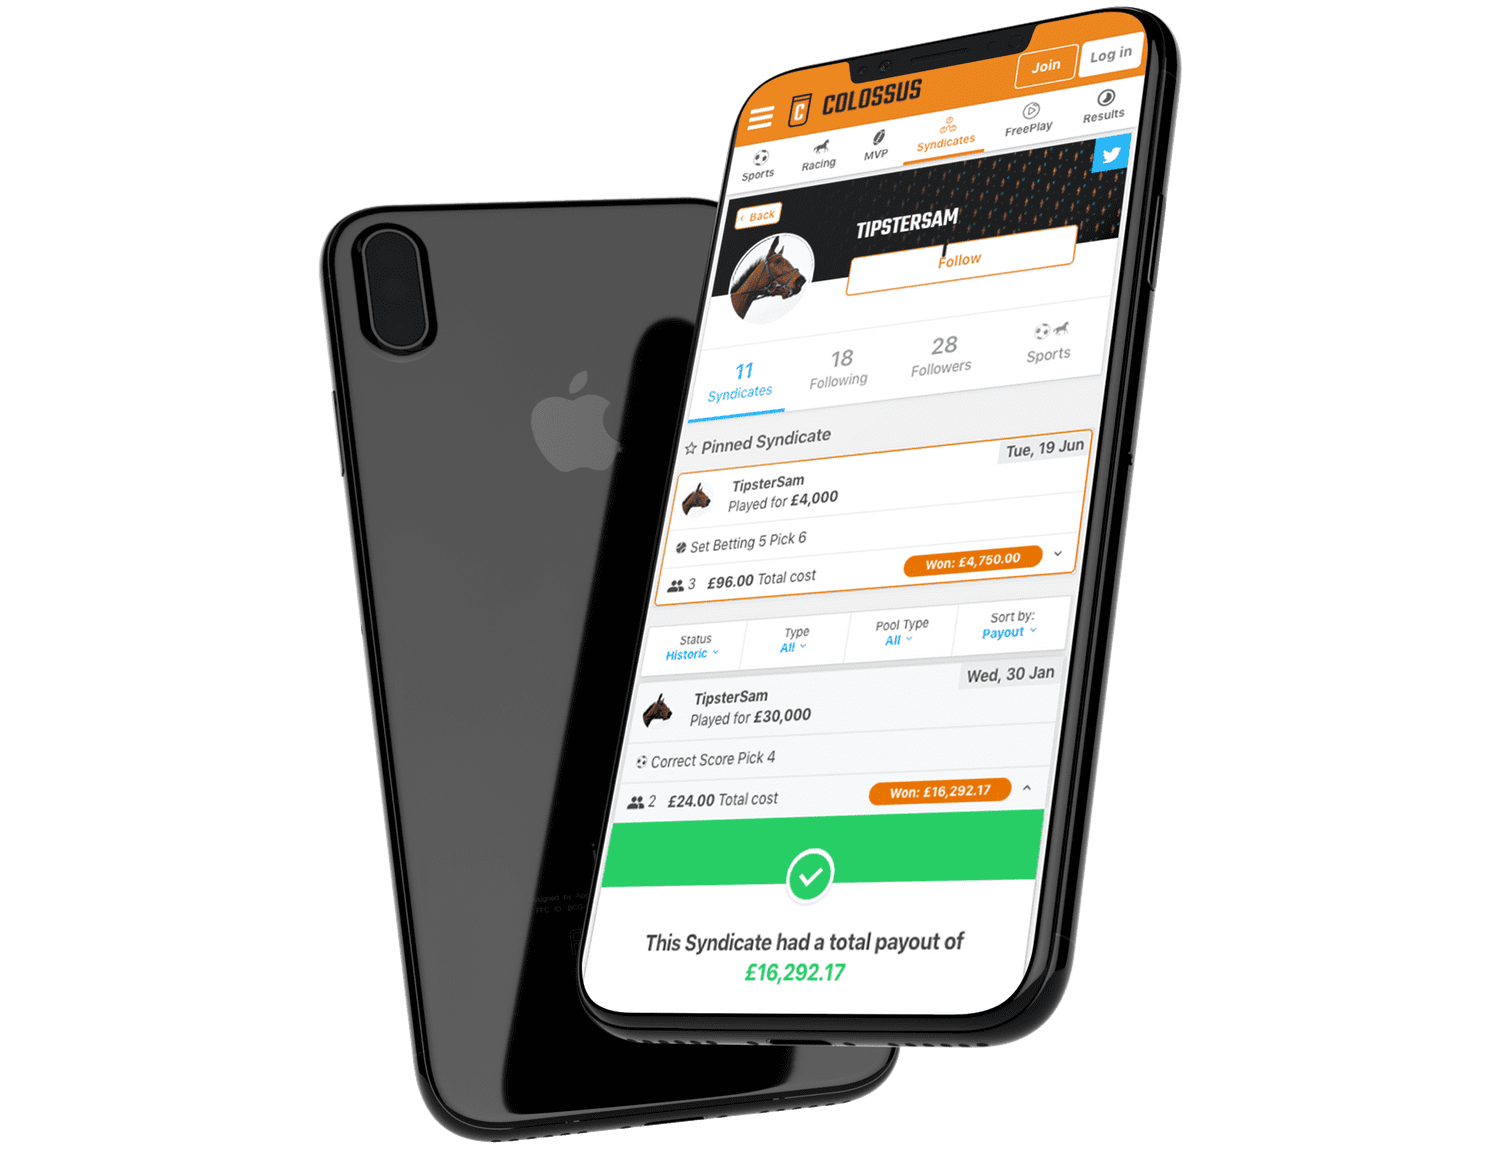 Join
Log in
C COLOSSUS
Sports
Racing
MVP
Syndicates
FreePlay
Results
‹ Back
TIPSTERSAM
Follow
11
Syndicates
18
Following
28
Followers
Sports
Pinned Syndicate
Tue, 19 Jun
TipsterSam
Played for £4,000
Set Betting 5 Pick 6
3 £96.00 Total cost
Won: £4,750.00
Status
Historic
Type
All
Pool Type
All
Sort by:
Payout
Wed, 30 Jan
TipsterSam
Played for £30,000
Correct Score Pick 4
2 £24.00 Total cost
Won: £16,292.17
This Syndicate had a total payout of
£16,292.17